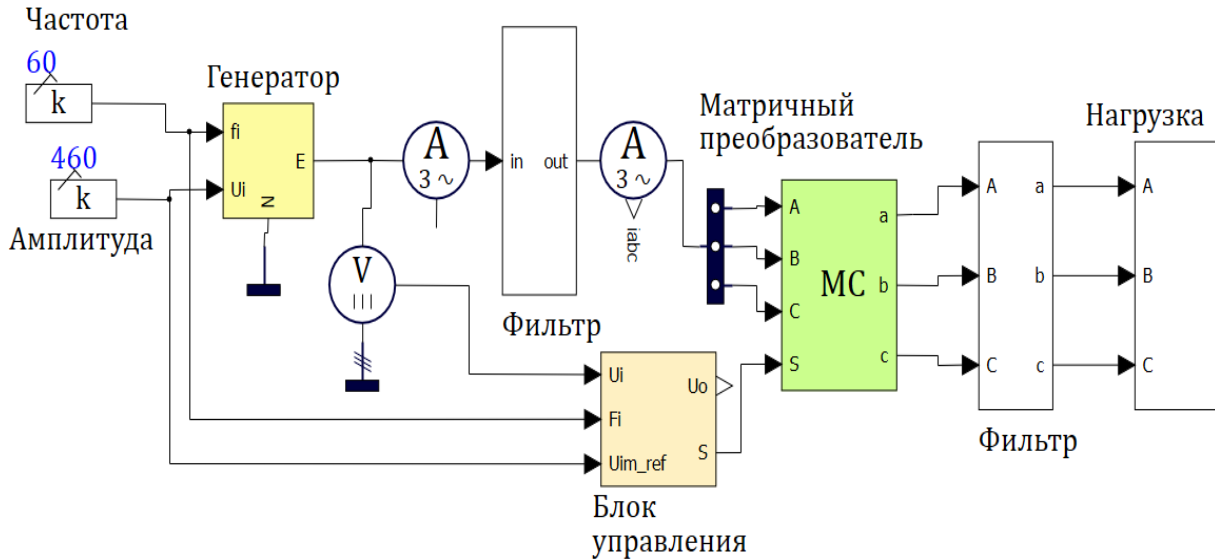 Частота
60
k
460
k
Амплитуда
Генератор
fi
Ui
E
N
A
3 ∿
V
in
out
Фильтр
A
3 ∿
iabc
Матричный
преобразователь
A
B
C
S
MC
a
b
c
Ui
Fi
Uim_ref
Uo
S
Блок
управления
A
B
C
a
b
c
Фильтр
Нагрузка
A
B
C